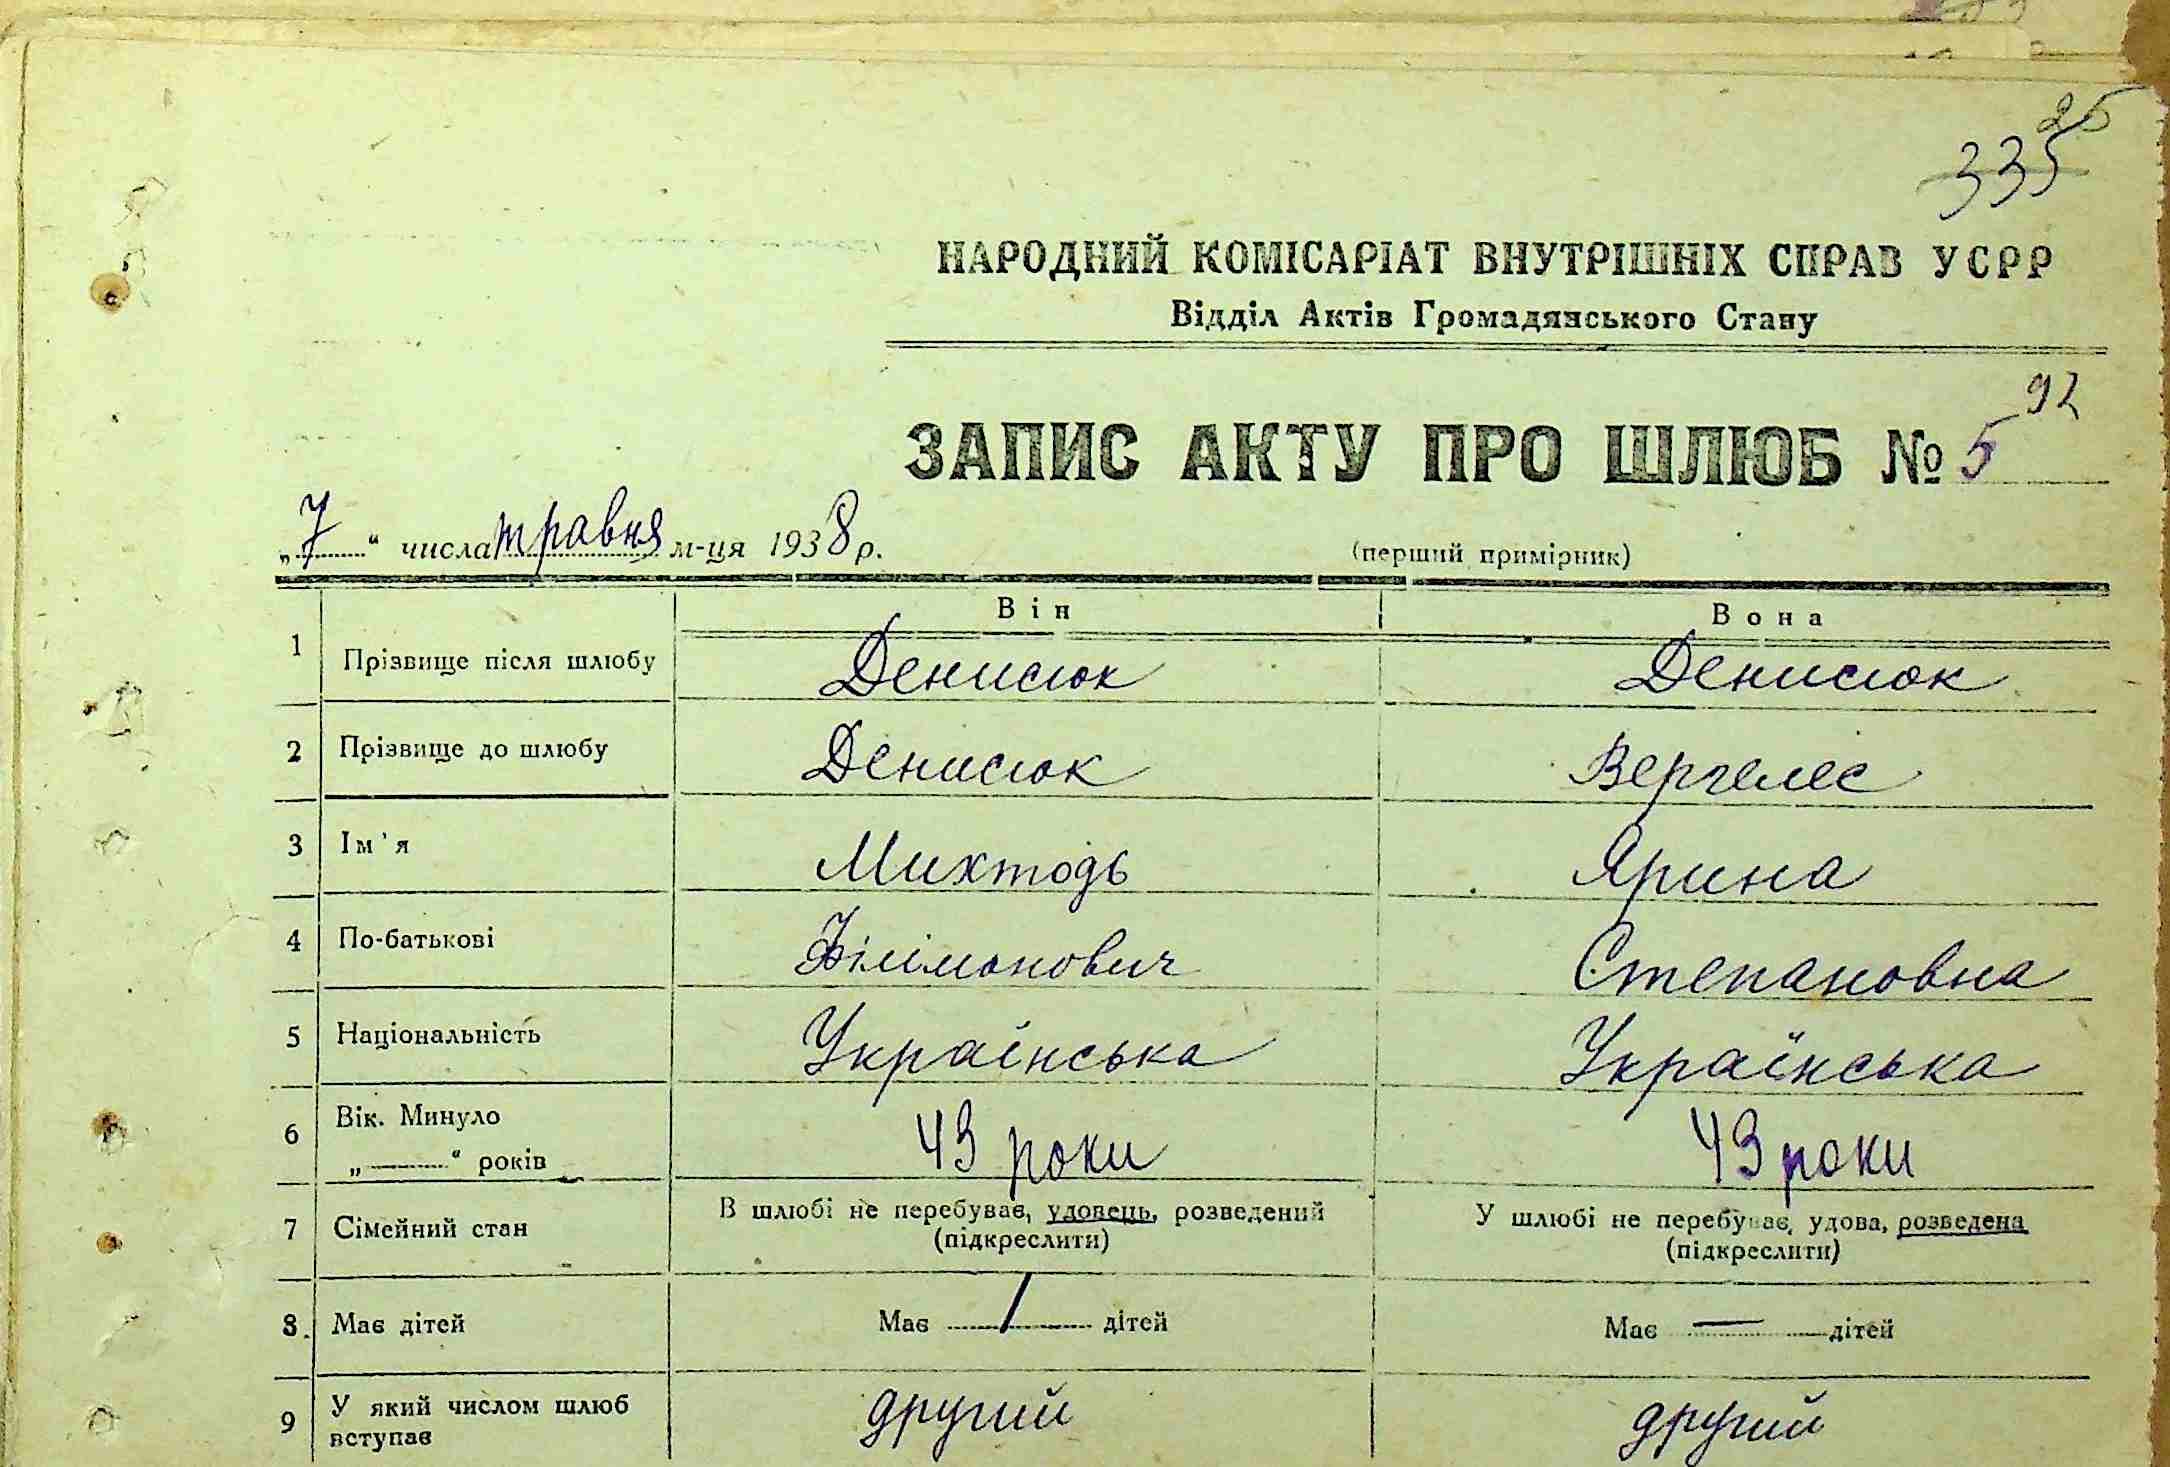 25
335
НАРОДНИЙ КОМІСАРІАТ ВНУТРІШНІХ СПРАВ УСРР
Відділ Актів Громадянського Стану
92
ЗАПИС АКТУ ПРО ШЛЮБ № 5
„7“ числа травня м-ця 1938 р.
(перший примірник)
Він Вона
1 Прізвище після шлюбу Денисюк Денисюк
2 Прізвище до шлюбу Денисюк Вергелес
3 Ім'я Михтодь Ярина
4 По-батькові Філімонович Степановна
5 Національність Українська Українська
6 Вік. Минуло „———“ років 43 роки 43 роки
7 Сімейний стан В шлюбі не перебував, удовець, розведений (підкреслити) У шлюбі не перебуває, удова, розведена (підкреслити)
8. Має дітей Має 1 дітей Має — дітей
9 У який числом шлюб вступає другий другий